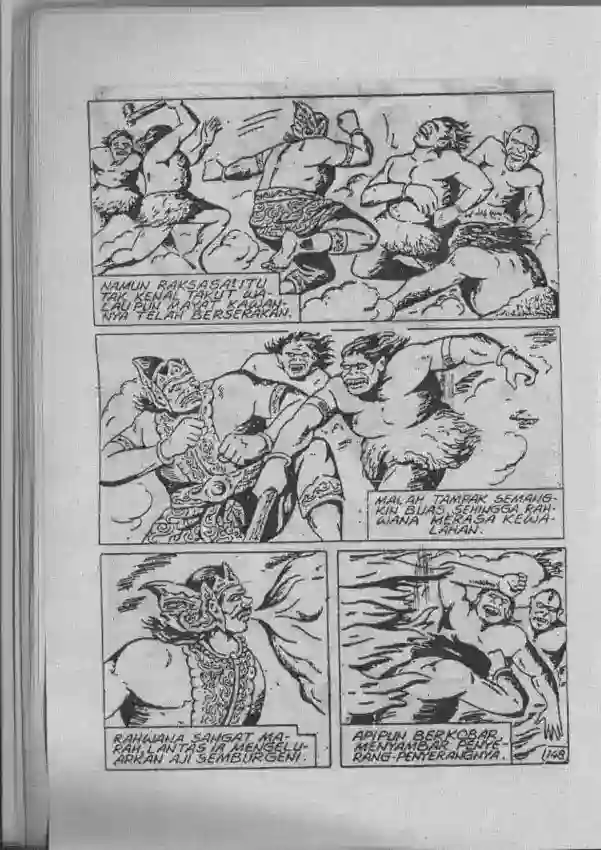 NAMUN RAKSASA² ITU
TAK KENAL TAKUT WA-
LAUPUN MAYAT KAWAN-
NYA TELAH BERSERAKAN.
MALAH TAMPAK SEMANG-
KIN BUAS, SEHINGGA RAH-
WANA MERASA KEWA-
LAHAN.
RAHWANA SANGAT MA-
RAH, LANTAS IA MENGELU-
ARKAN AJI SEMBURGENI.
APIPUN BERKOBAR,
MENYAMBAR PENYE-
RANG-PENYERANGNYA.
148